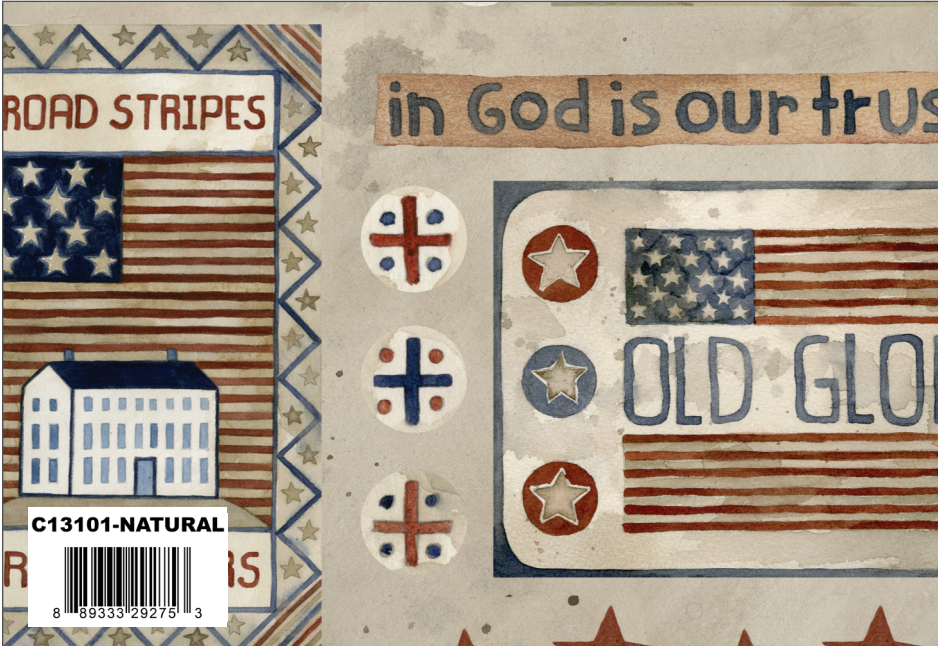 ROAD STRIPES
in God is our trus
OLD GLO
C13101-NATURAL
8 89333 29275 3